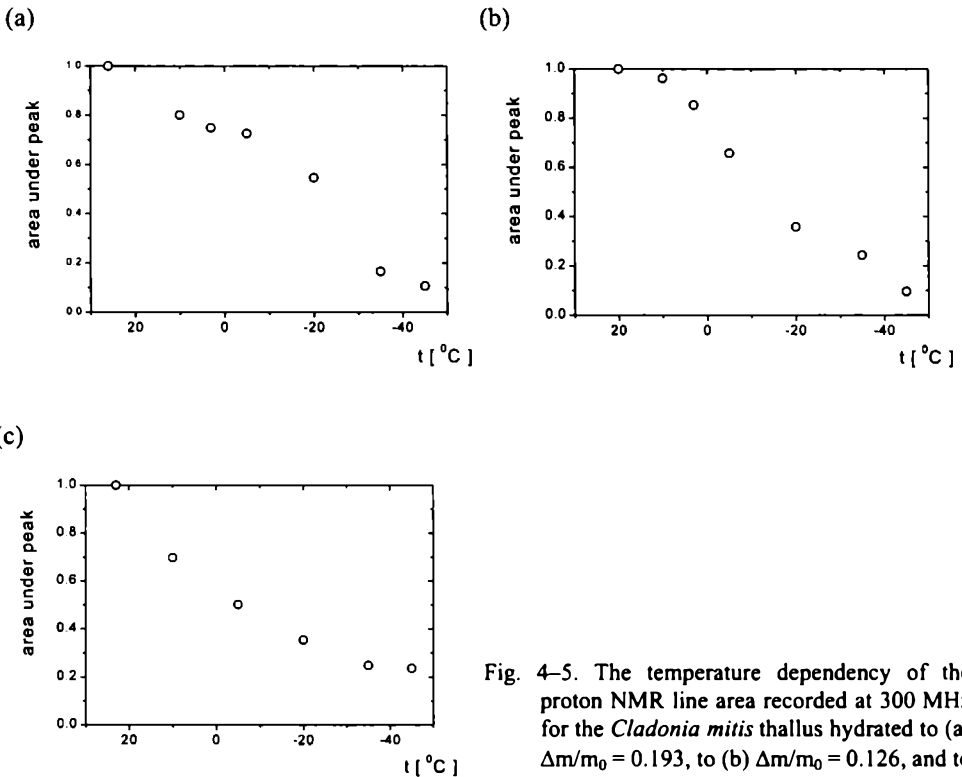 (a)
1.0
0.8
0.6
0.4
0.2
0.0
area under peak
20 0 -20 -40
t [ ⁰C ]
(b)
1.0
0.8
0.6
0.4
0.2
0.0
area under peak
20 0 -20 -40
t [ ⁰C ]
(c)
1.0
0.8
0.6
0.4
0.2
0.0
area under peak
20 0 -20 -40
t [ ⁰C ]
Fig. 4–5. The temperature dependency of the
proton NMR line area recorded at 300 MHz
for the Cladonia mitis thallus hydrated to (a)
Δm/m₀ = 0.193, to (b) Δm/m₀ = 0.126, and to